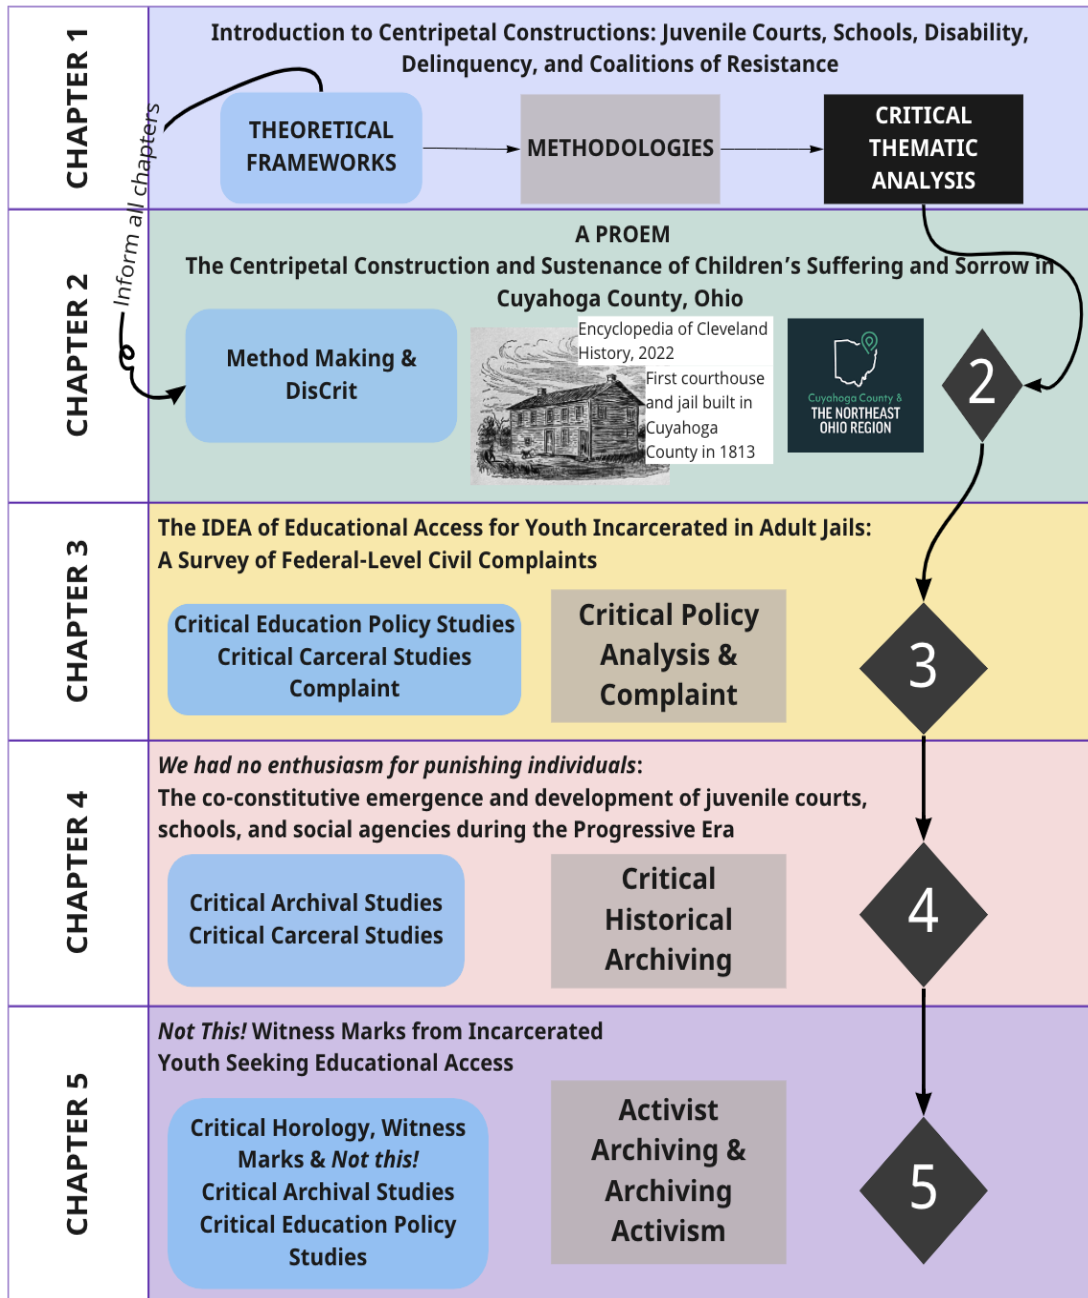 CHAPTER 1
Introduction to Centripetal Constructions: Juvenile Courts, Schools, Disability,
Delinquency, and Coalitions of Resistance
THEORETICAL
FRAMEWORKS
METHODOLOGIES
CRITICAL
THEMATIC
ANALYSIS
Inform all chapters
CHAPTER 2
A PROEM
The Centripetal Construction and Sustenance of Children’s Suffering and Sorrow in
Cuyahoga County, Ohio
Method Making &
DisCrit
Encyclopedia of Cleveland
History, 2022
First courthouse
and jail built in
Cuyahoga
County in 1813
Cuyahoga County &
THE NORTHEAST
OHIO REGION
2
CHAPTER 3
The IDEA of Educational Access for Youth Incarcerated in Adult Jails:
A Survey of Federal-Level Civil Complaints
Critical Education Policy Studies
Critical Carceral Studies
Complaint
Critical Policy
Analysis &
Complaint
3
CHAPTER 4
We had no enthusiasm for punishing individuals:
The co-constitutive emergence and development of juvenile courts,
schools, and social agencies during the Progressive Era
Critical Archival Studies
Critical Carceral Studies
Critical
Historical
Archiving
4
CHAPTER 5
Not This! Witness Marks from Incarcerated
Youth Seeking Educational Access
Critical Horology, Witness
Marks & Not this!
Critical Archival Studies
Critical Education Policy
Studies
Activist
Archiving &
Archiving
Activism
5